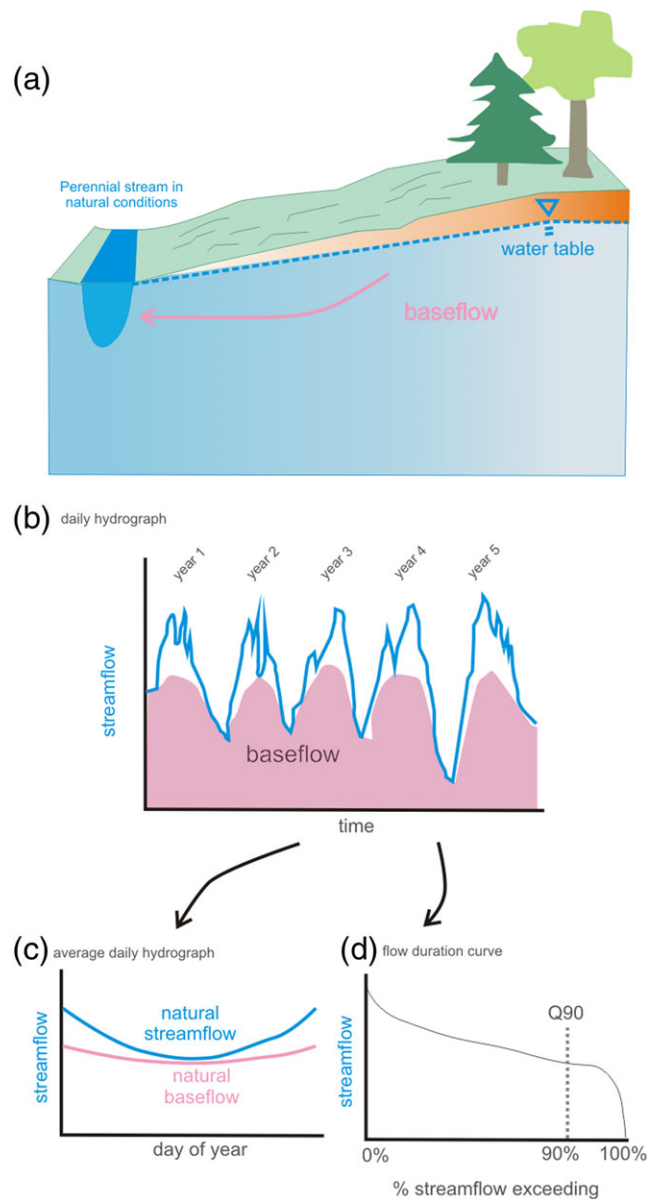 (a)
Perennial stream in
natural conditions
water table
baseflow
(b) daily hydrograph
year 1 year 2 year 3 year 4 year 5
streamflow
baseflow
time
(c) average daily hydrograph
streamflow
natural
streamflow
natural
baseflow
day of year
(d) flow duration curve
streamflow
Q90
0% 90% 100%
% streamflow exceeding